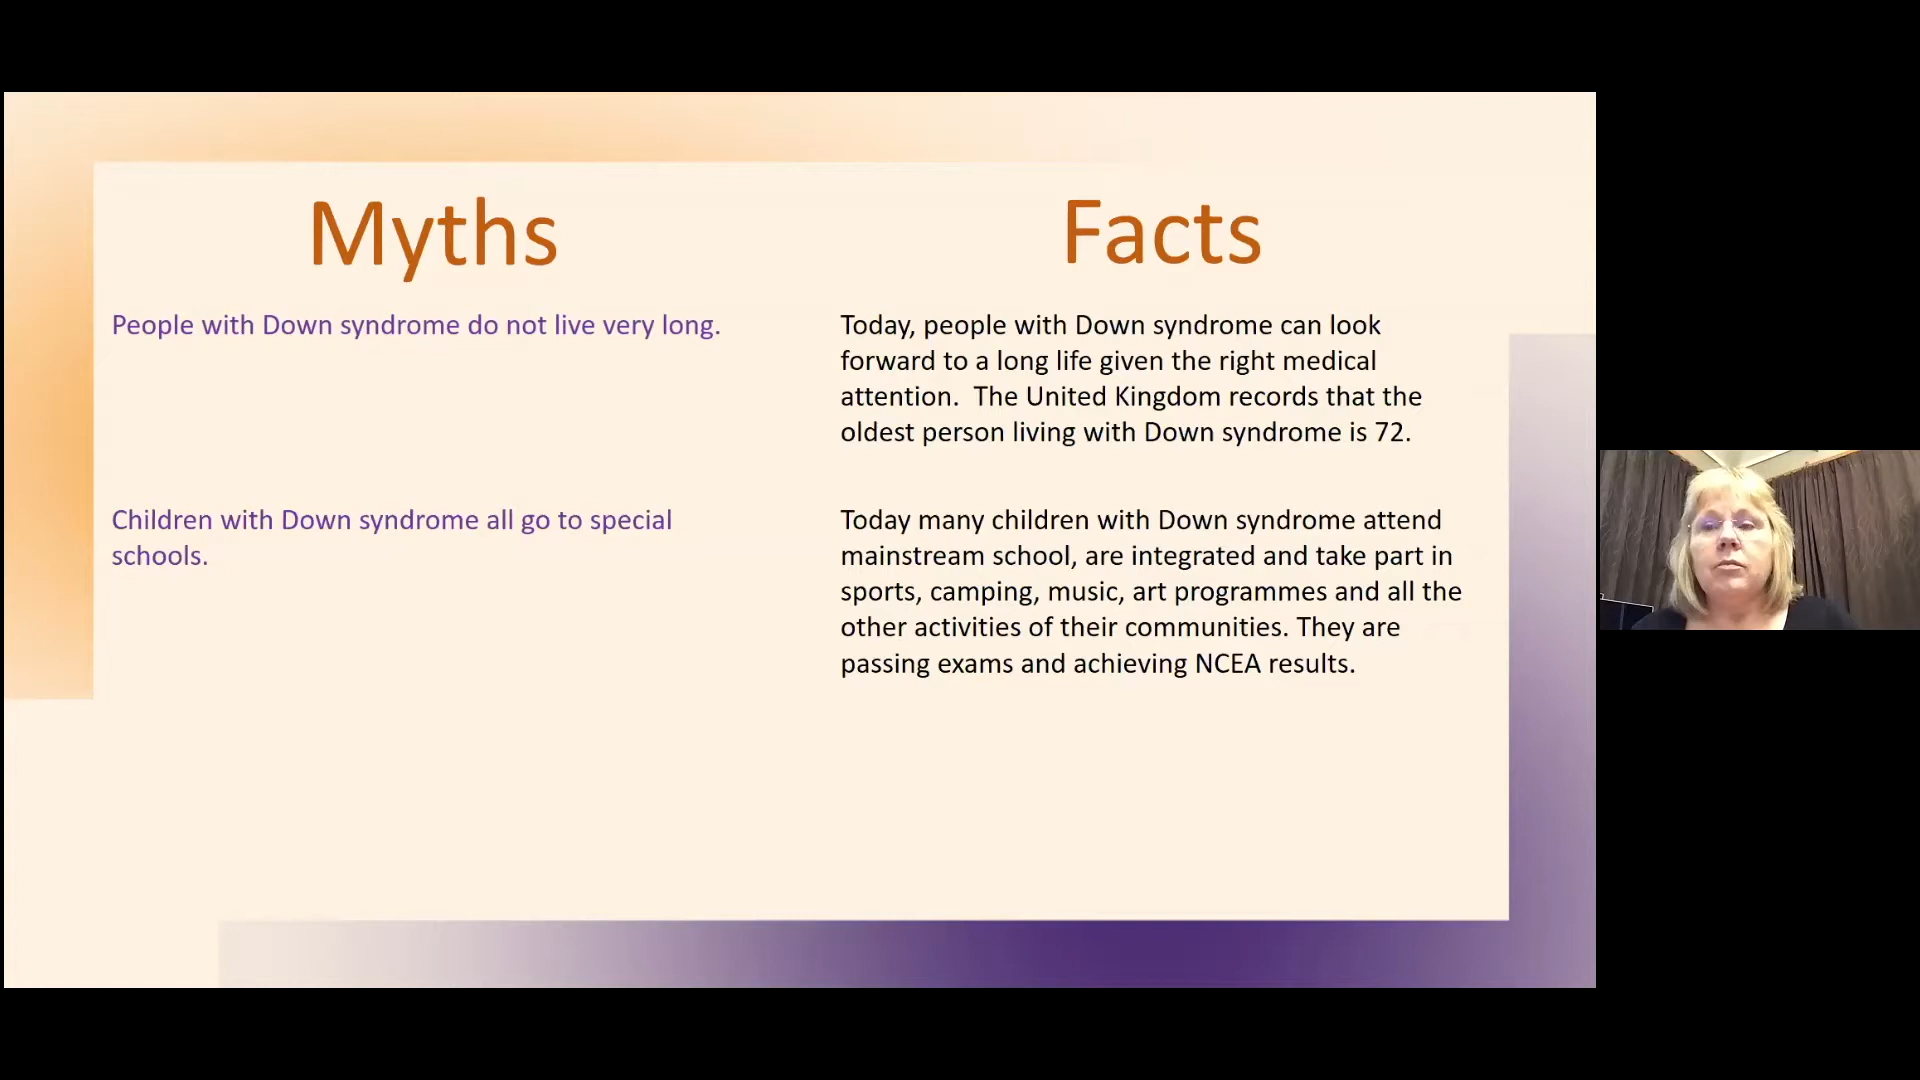 Myths
Facts
People with Down syndrome do not live very long.
Today, people with Down syndrome can look
forward to a long life given the right medical
attention.  The United Kingdom records that the
oldest person living with Down syndrome is 72.
Children with Down syndrome all go to special
schools.
Today many children with Down syndrome attend
mainstream school, are integrated and take part in
sports, camping, music, art programmes and all the
other activities of their communities. They are
passing exams and achieving NCEA results.